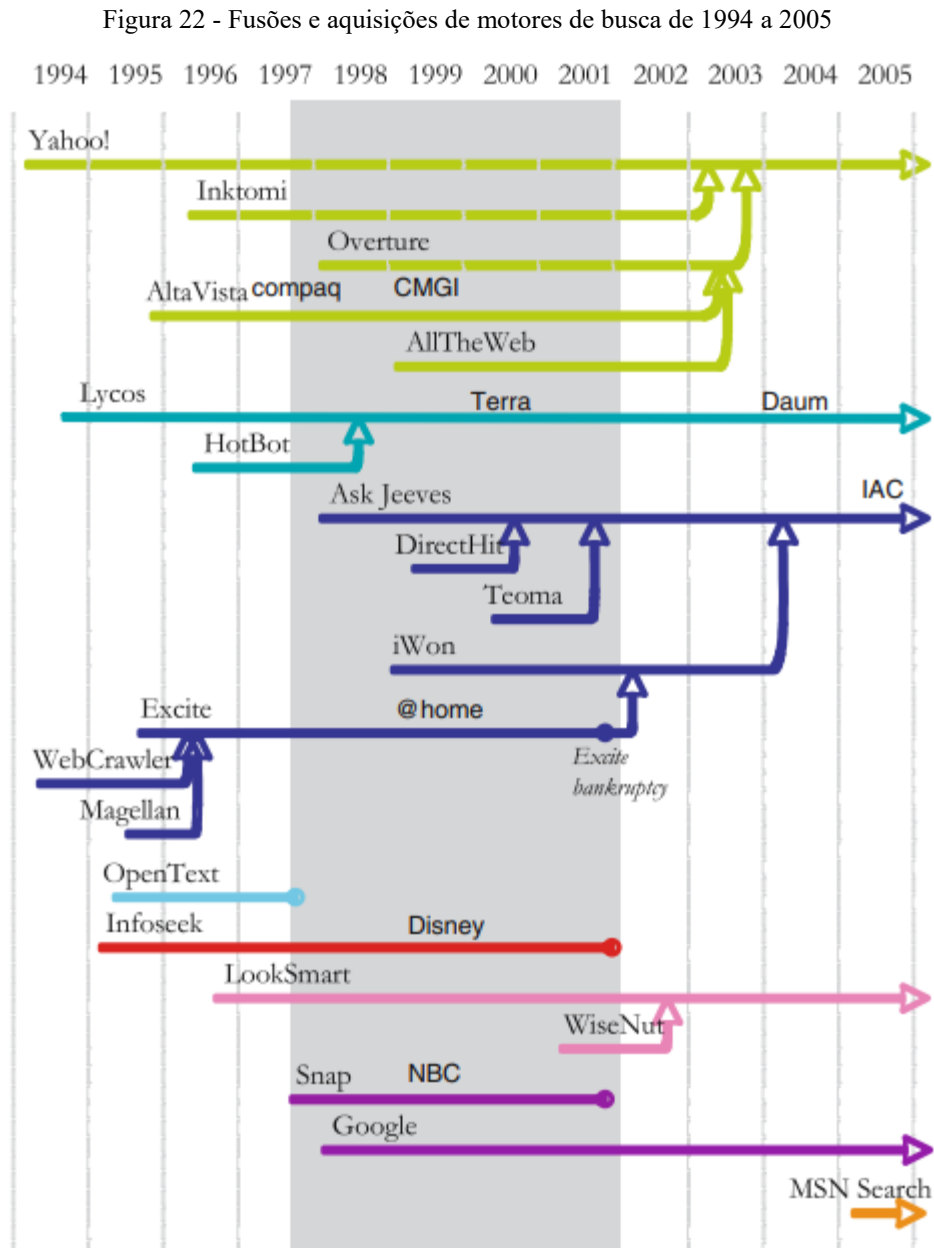 Figura 22 - Fusões e aquisições de motores de busca de 1994 a 2005
1994 1995 1996 1997 1998 1999 2000 2001 2002 2003 2004 2005
Yahoo!
Inktomi
Overture
AltaVista compaq CMGI
AllTheWeb
Lycos Terra Daum
HotBot
IAC
Ask Jeeves
DirectHit
Teoma
iWon
Excite @home
Excite
bankruptcy
WebCrawler
Magellan
OpenText
Infoseek Disney
LookSmart
WiseNut
Snap NBC
Google
MSN Search